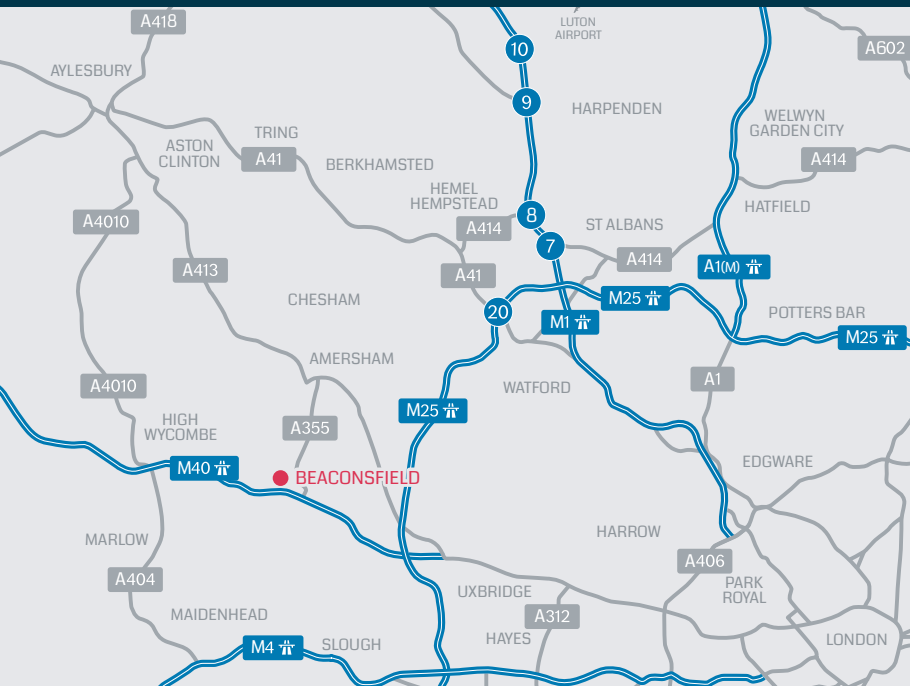 A418
LUTON
AIRPORT
10
A602
AYLESBURY
9
HARPENDEN
WELWYN
GARDEN CITY
TRING
ASTON
CLINTON
A41
BERKHAMSTED
A414
HEMEL
HEMPSTEAD
HATFIELD
8
A4010
A414
ST ALBANS
7
A414
A1(M)
A413
A41
CHESHAM
M25
20
POTTERS BAR
M1
M25
AMERSHAM
A1
A4010
WATFORD
M25
HIGH
WYCOMBE
A355
EDGWARE
M40
BEACONSFIELD
HARROW
MARLOW
A406
A404
PARK
ROYAL
UXBRIDGE
MAIDENHEAD
A312
HAYES
LONDON
M4
SLOUGH